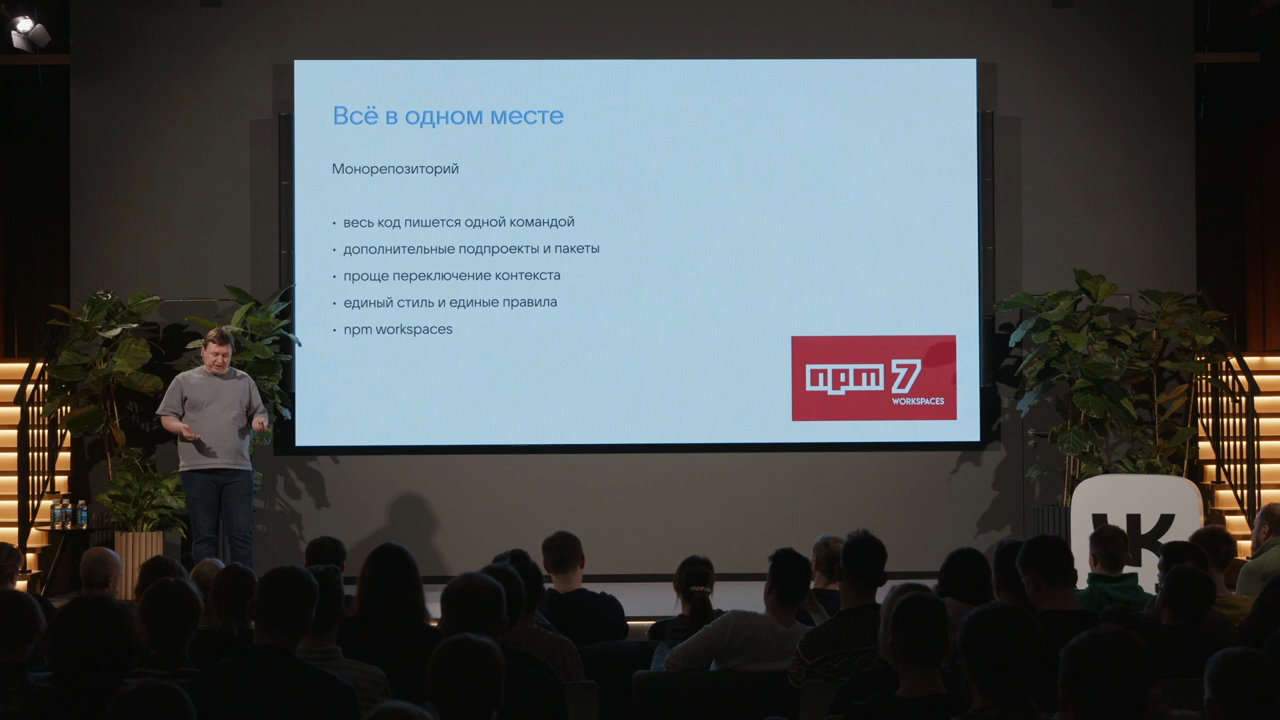 Всё в одном месте
Монорепозиторий
• весь код пишется одной командой
• дополнительные подпроекты и пакеты
• проще переключение контекста
• единый стиль и единые правила
• npm workspaces
npm 7
WORKSPACES